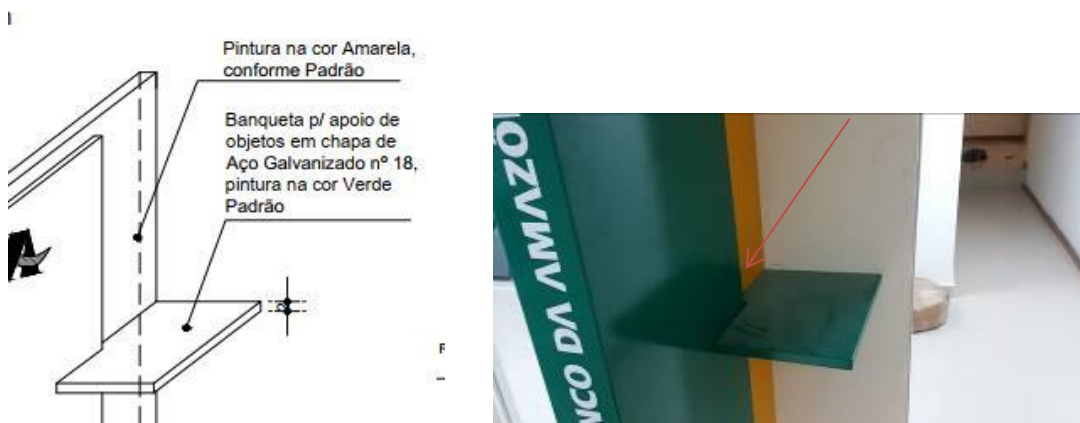 Pintura na cor Amarela,
conforme Padrão
Banqueta p/ apoio de
objetos em chapa de
Aço Galvanizado nº 18,
pintura na cor Verde
Padrão
NCO DA AMAZO